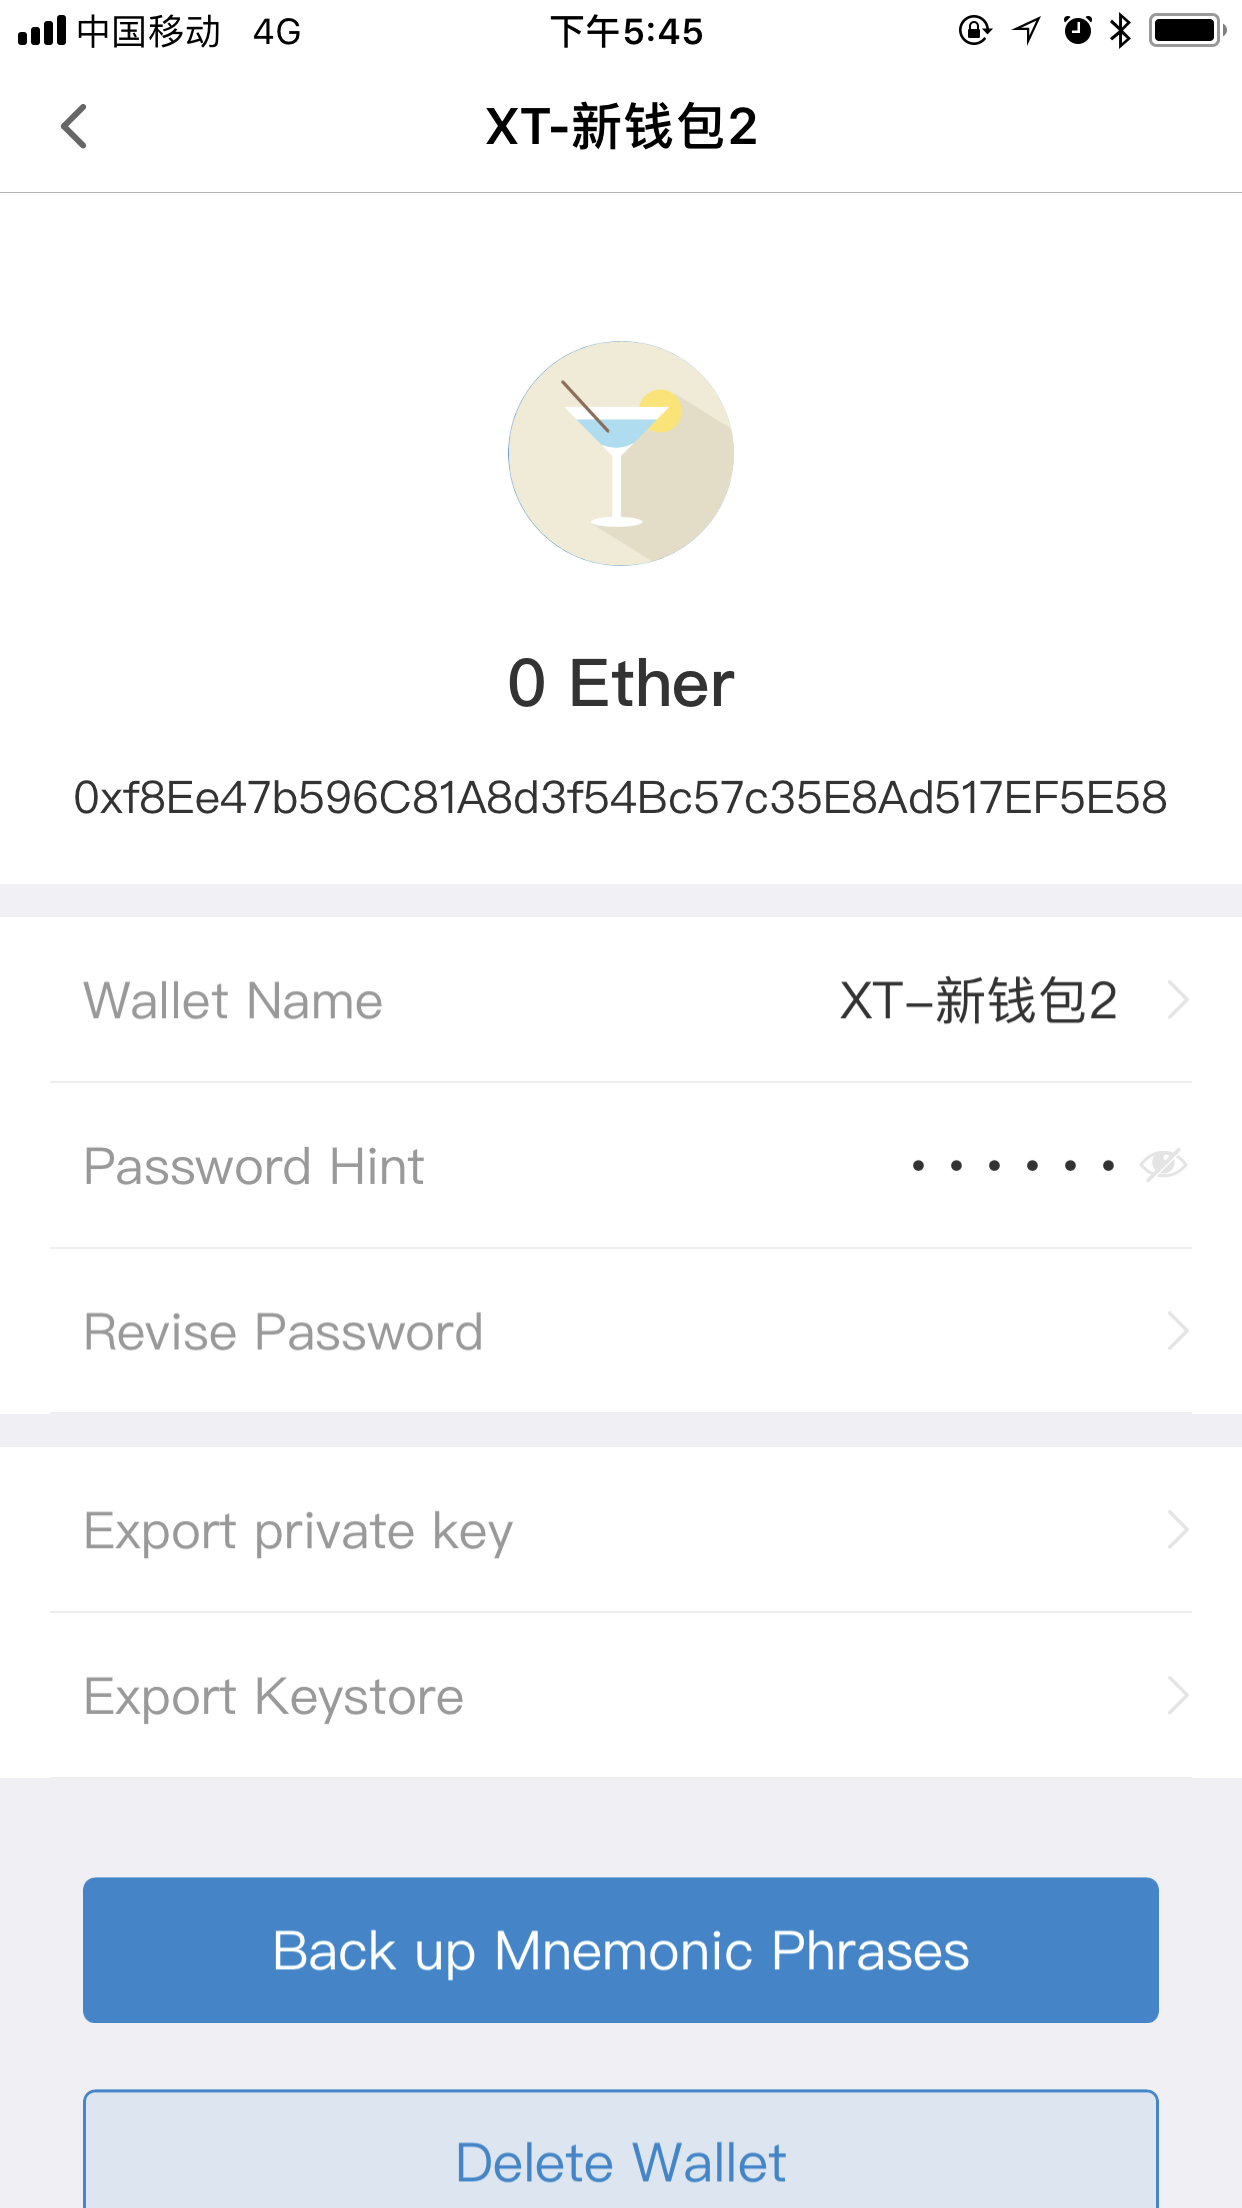 中国移动 4G 下午5:45
XT-新钱包2
0 Ether
0xf8Ee47b596C81A8d3f54Bc57c35E8Ad517EF5E58
Wallet Name XT-新钱包2
Password Hint ······
Revise Password
Export private key
Export Keystore
Back up Mnemonic Phrases
Delete Wallet